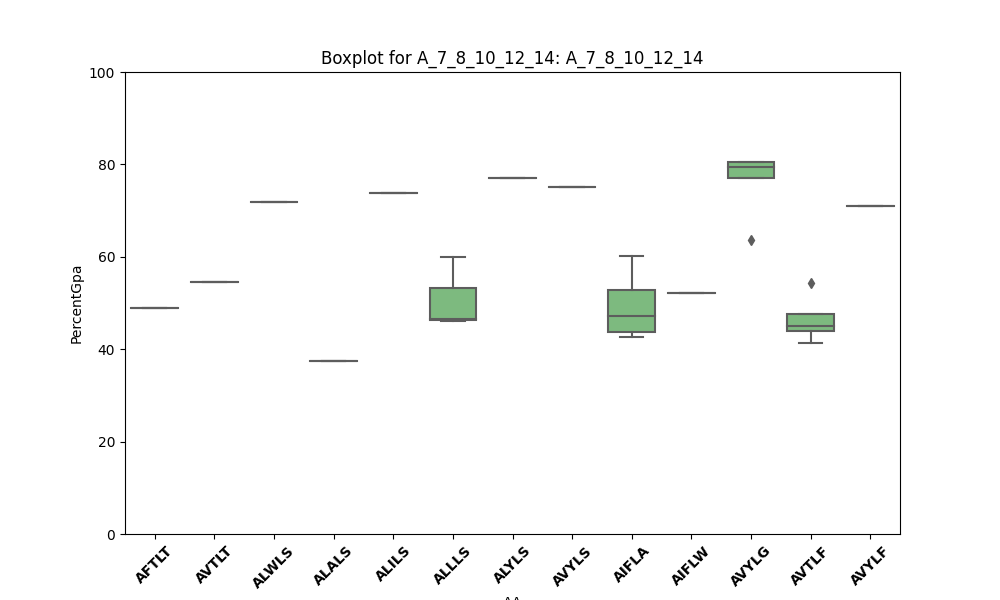 Boxplot for A_7_8_10_12_14: A_7_8_10_12_14
100
80
60
40
20
0
PercentGpa
AFTLT
AVTLT
ALWLS
ALALS
ALILS
ALLLS
ALYLS
AVYLS
AIFLA
AIFLW
AVYLG
AVTLF
AVYLF